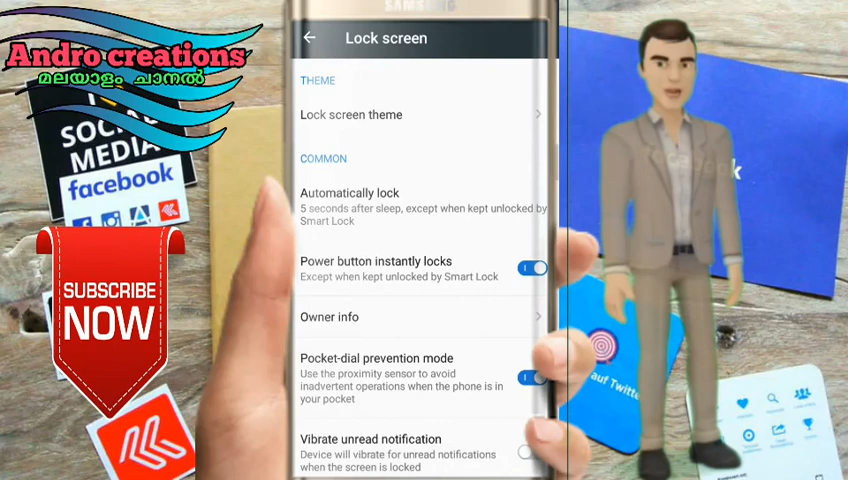 SAMSUNG
Andro creations
മലയാളം ചാനൽ
Lock screen
THEME
Lock screen theme
COMMON
Automatically lock
5 seconds after sleep, except when kept unlocked by
Smart Lock
Power button instantly locks
Except when kept unlocked by Smart Lock
Owner info
Pocket-dial prevention mode
Use the proximity sensor to avoid
inadvertent operations when the phone is in
your pocket
Vibrate unread notification
Device will vibrate for unread notifications
when the screen is locked
SOCIAL
MEDIA
facebook
SUBSCRIBE
NOW
auf Twitte